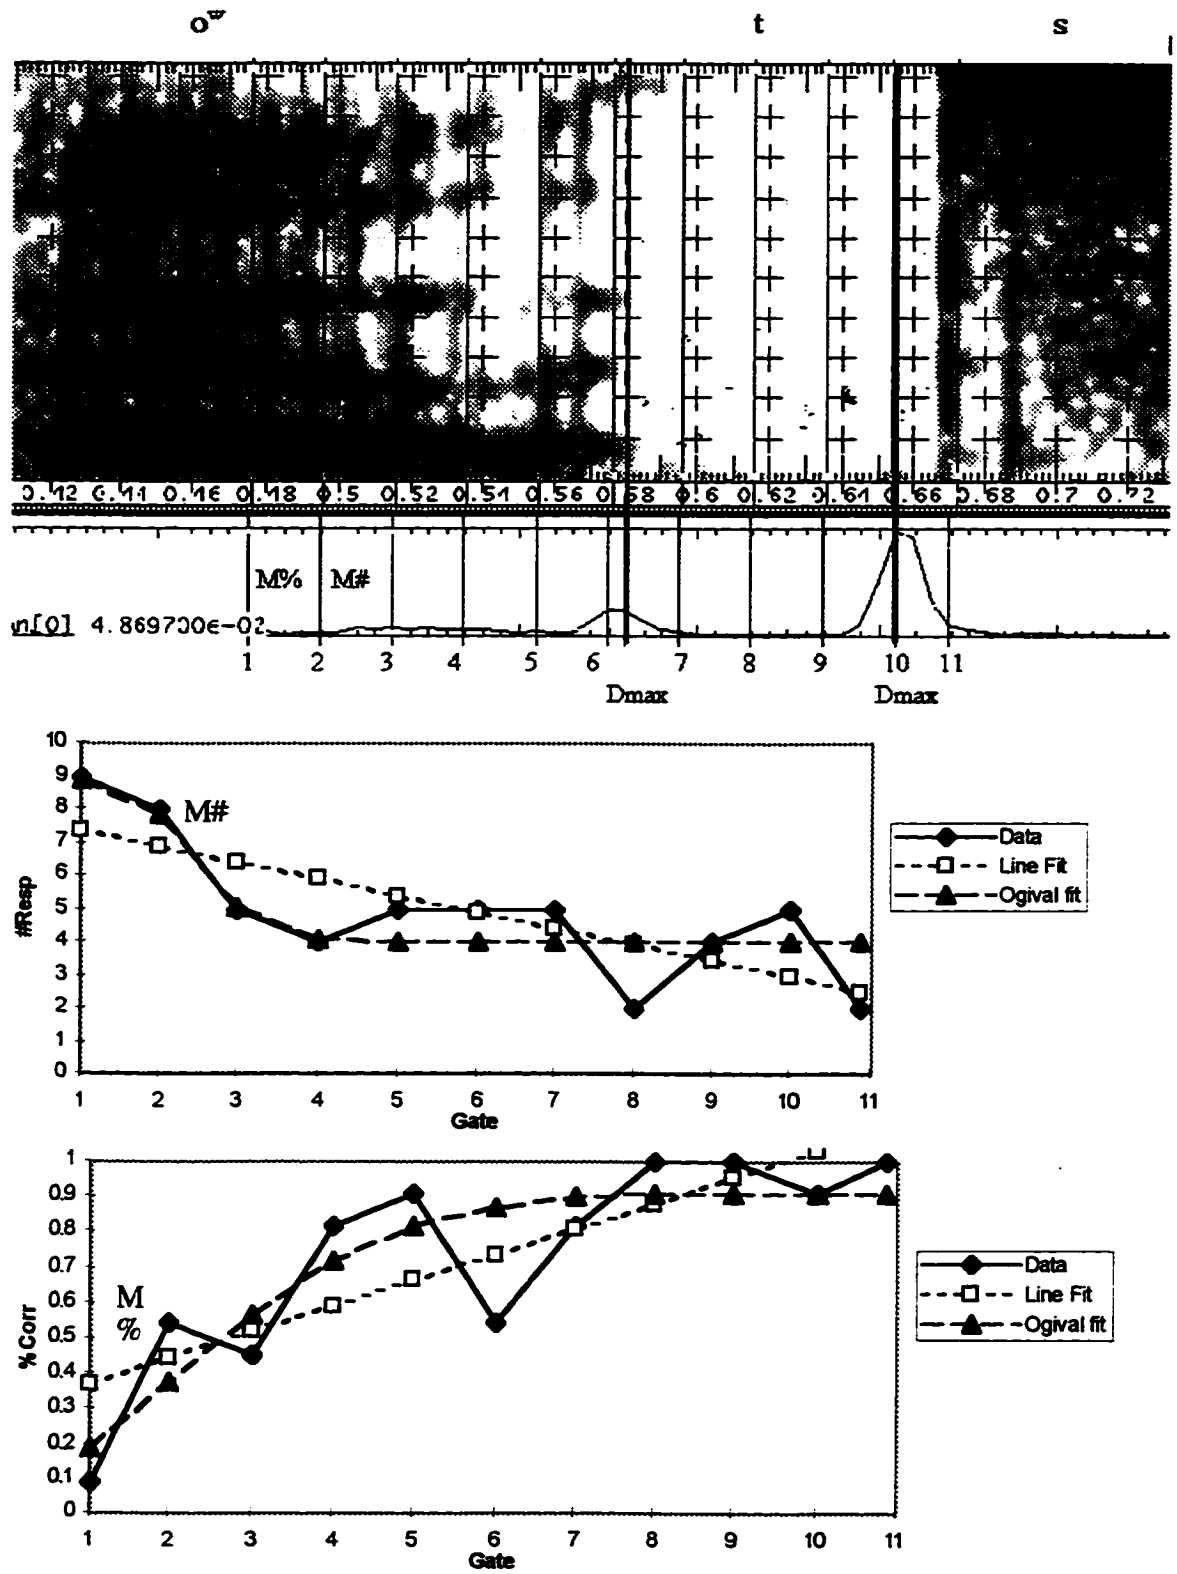 oʷ t s
0.42 0.44 0.46 0.48 0.5 0.52 0.54 0.56 0.58 0.6 0.62 0.64 0.66 0.68 0.7 0.72
M% M#
n[0] 4.869700e-02
1 2 3 4 5 6 7 8 9 10 11
Dmax Dmax
10
9
8
7
6
5
4
3
2
1
0
#Resp
M#
1 2 3 4 5 6 7 8 9 10 11
Gate
Data
Line Fit
Ogival fit
1
0.9
0.8
0.7
0.6
0.5
0.4
0.3
0.2
0.1
0
%Corr
M
%
1 2 3 4 5 6 7 8 9 10 11
Gate
Data
Line Fit
Ogival fit